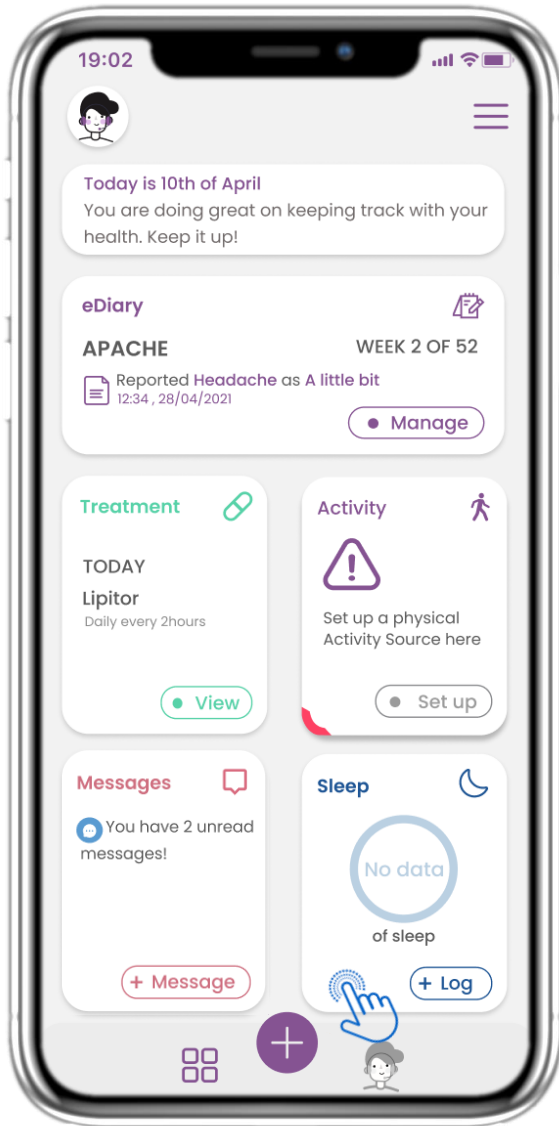 19:02
Today is 10th of April
You are doing great on keeping track with your
health. Keep it up!
eDiary
APACHE
WEEK 2 OF 52
Reported Headache as A little bit
12:34 , 28/04/2021
Manage
Treatment
TODAY
Lipitor
Daily every 2hours
View
Activity
Set up a physical
Activity Source here
Set up
Messages
You have 2 unread
messages!
+ Message
Sleep
No data
of sleep
+ Log